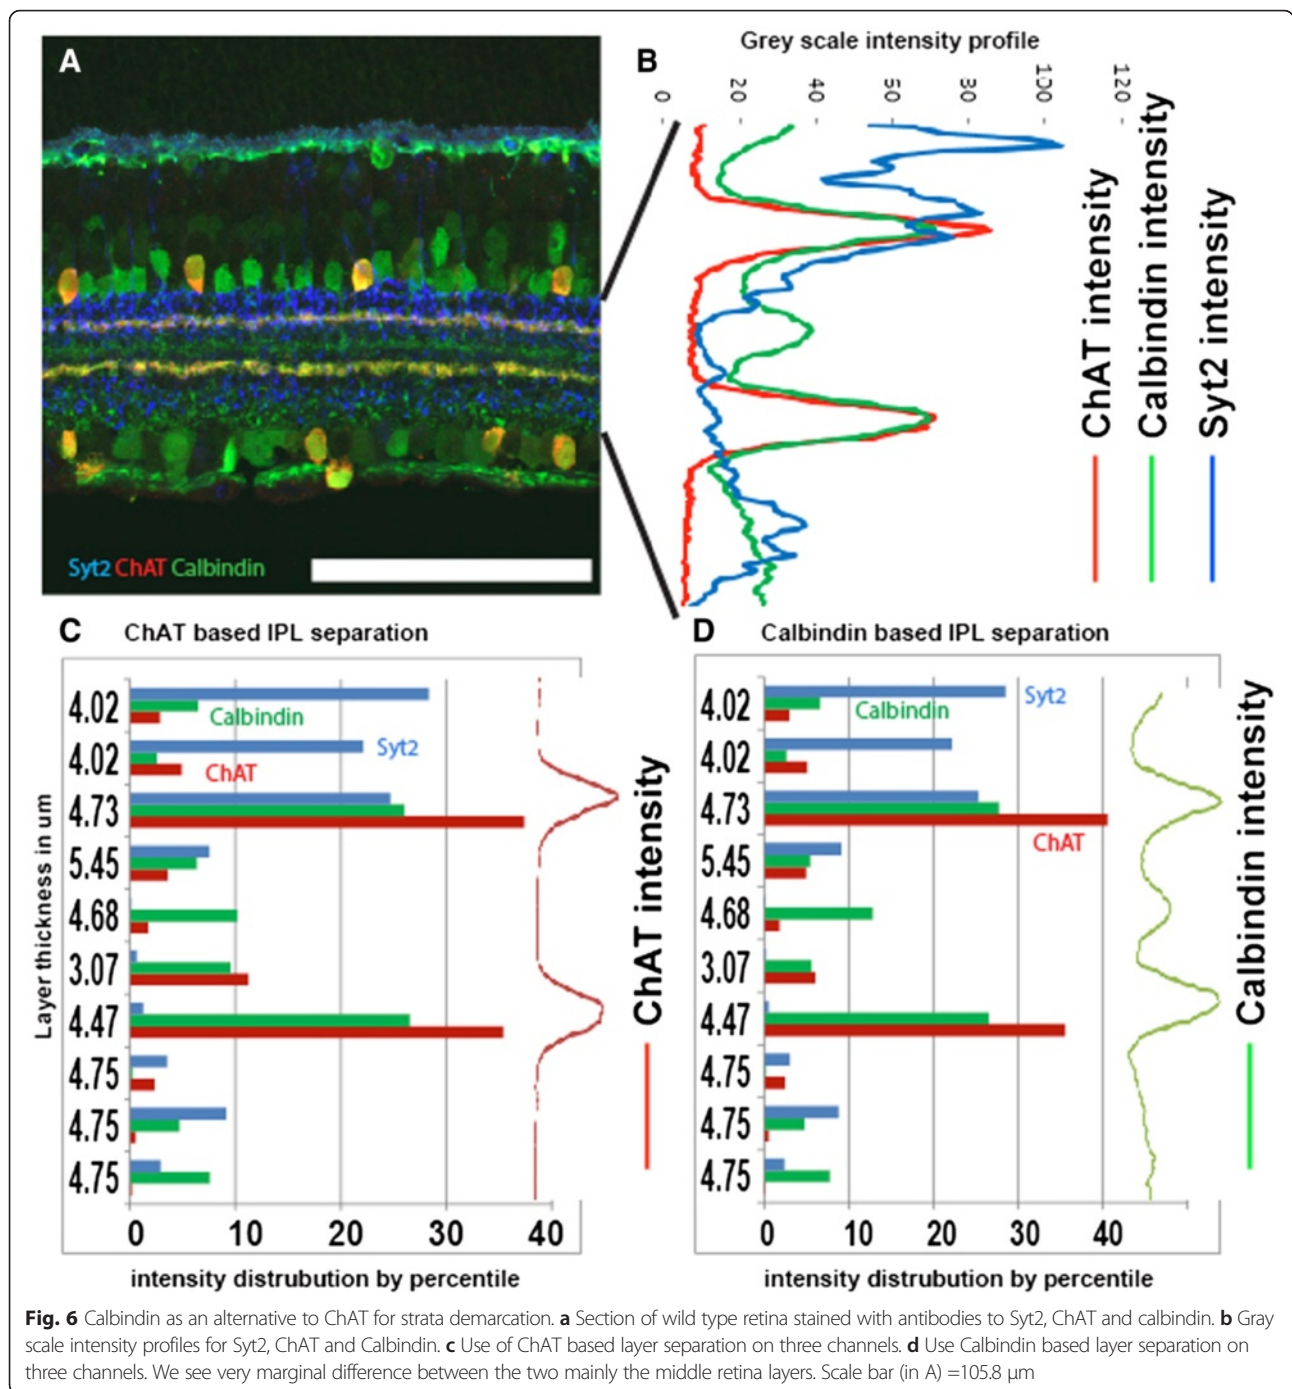 A
Syt2 ChAT Calbindin
B
Grey scale intensity profile
0 20 40 60 80 100 120
ChAT intensity
Calbindin intensity
Syt2 intensity
C ChAT based IPL separation
Layer thickness in um
4.02
4.02
4.73
5.45
4.68
3.07
4.47
4.75
4.75
4.75
Calbindin
Syt2
ChAT
0 10 20 30 40
intensity distrubution by percentile
ChAT intensity
D Calbindin based IPL separation
4.02
4.02
4.73
5.45
4.68
3.07
4.47
4.75
4.75
4.75
Syt2
Calbindin
ChAT
0 10 20 30 40
intensity distrubution by percentile
Calbindin intensity
Fig. 6 Calbindin as an alternative to ChAT for strata demarcation. a Section of wild type retina stained with antibodies to Syt2, ChAT and calbindin. b Gray
scale intensity profiles for Syt2, ChAT and Calbindin. c Use of ChAT based layer separation on three channels. d Use Calbindin based layer separation on
three channels. We see very marginal difference between the two mainly the middle retina layers. Scale bar (in A) =105.8 μm